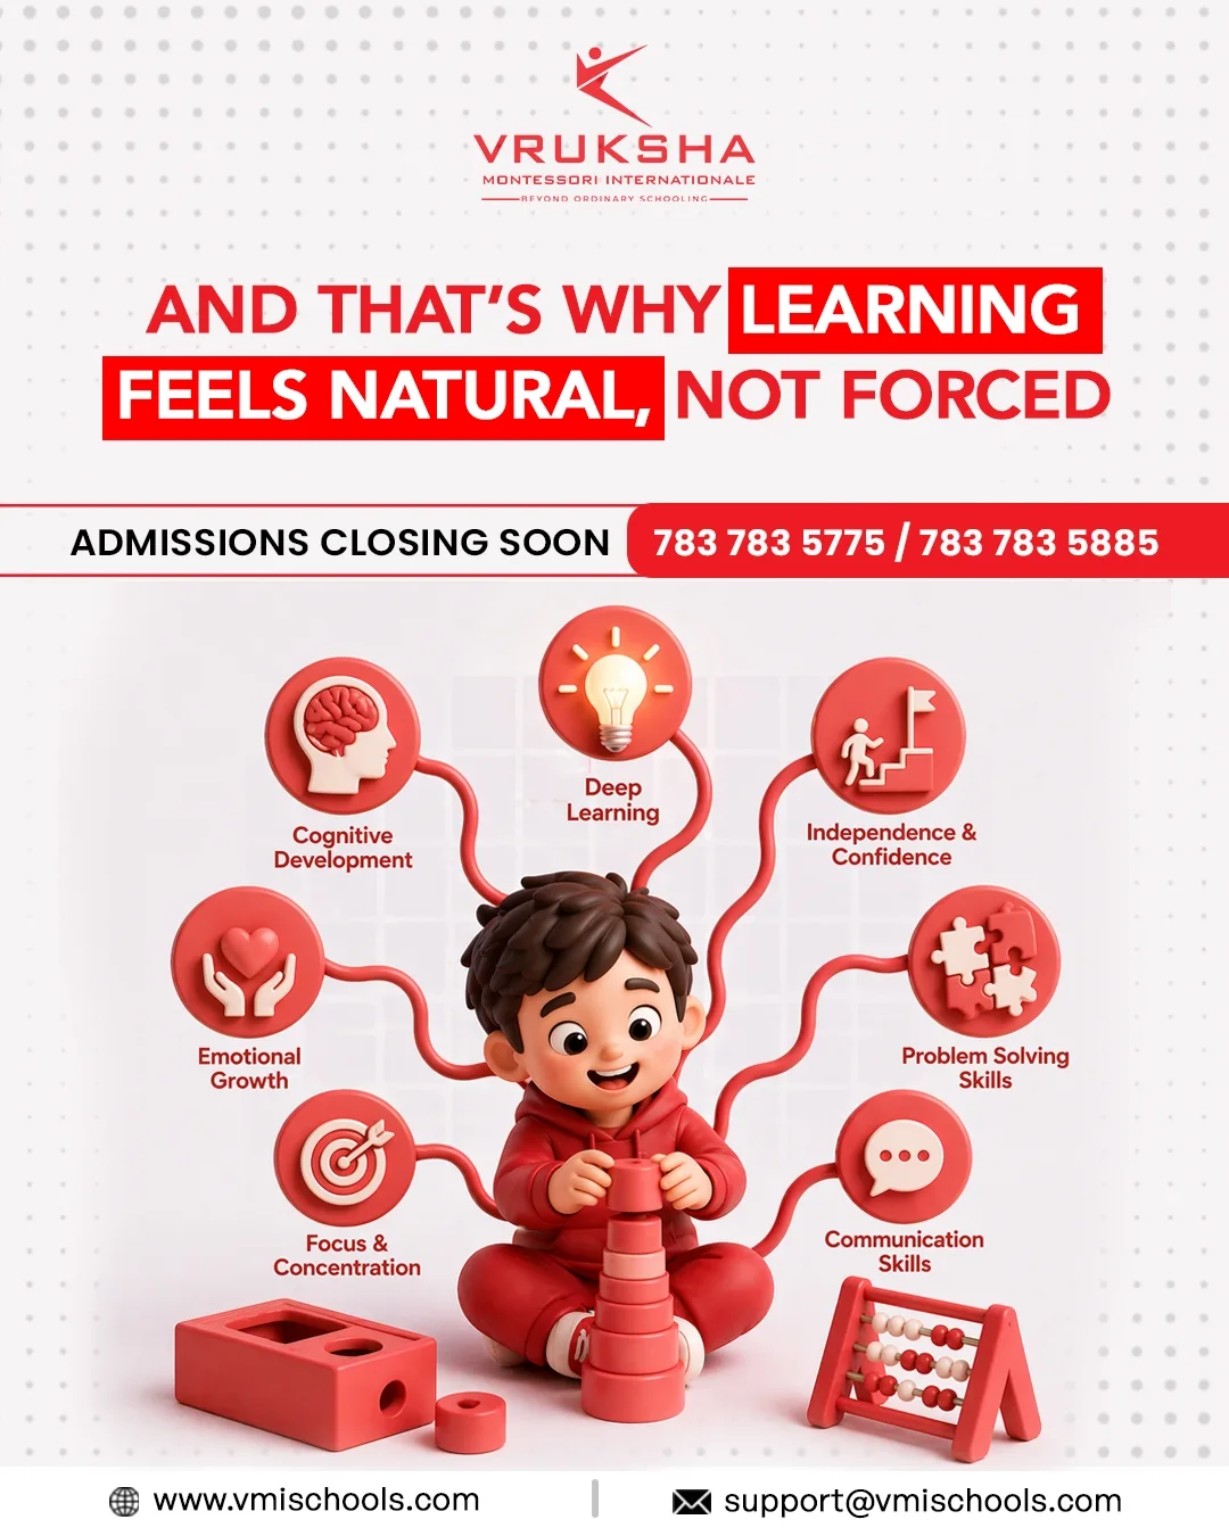 VRUKSHA
MONTESSORI INTERNATIONALE
BEYOND ORDINARY SCHOOLING
AND THAT'S WHY LEARNING
FEELS NATURAL, NOT FORCED
ADMISSIONS CLOSING SOON 783 783 5775 / 783 783 5885
Deep
Learning
Cognitive
Development
Independence &
Confidence
Emotional
Growth
Problem Solving
Skills
Focus &
Concentration
Communication
Skills
www.vmischools.com | support@vmischools.com